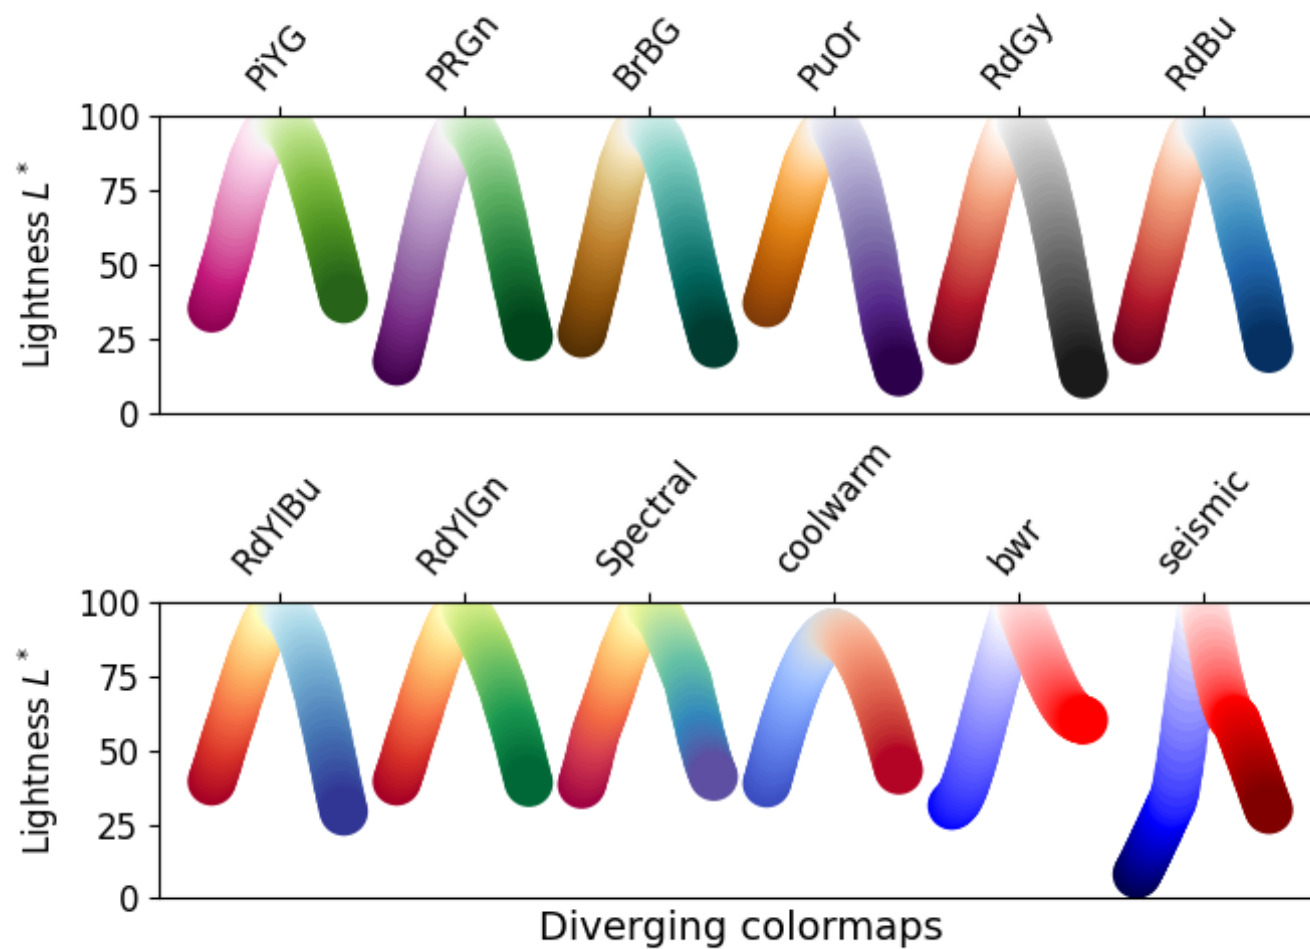 PiYG PRGn BrBG PuOr RdGy RdBu
100
75
50
25
0
Lightness L*
RdYlBu RdYlGn Spectral coolwarm bwr seismic
100
75
50
25
0
Lightness L*
Diverging colormaps